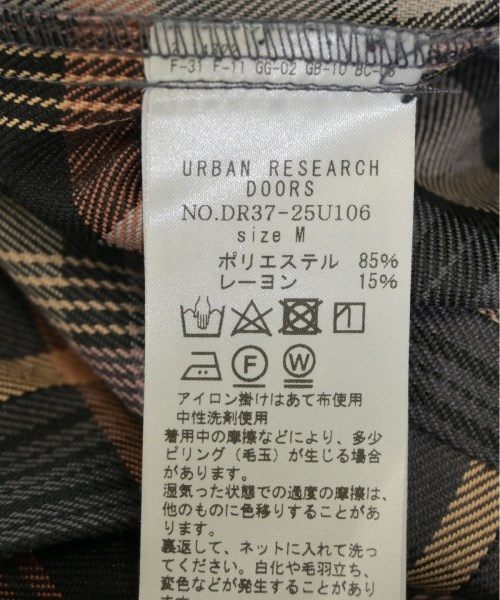 F-31 F-11 GG-02 GB-10 BC-
URBAN RESEARCH
DOORS
NO.DR37-25U106
size M
ポリエステル 85%
レーヨン 15%
F W
アイロン掛けはあて布使用
中性洗剤使用
着用中の摩擦などにより、多少
ピリング（毛玉）が生じる場合
があります。
湿気った状態での過度の摩擦は、
他のものに色移りすることがあ
ります。
裏返して、ネットに入れて洗っ
てください。白化や毛羽立ち、
変色などが発生することがあり
ます